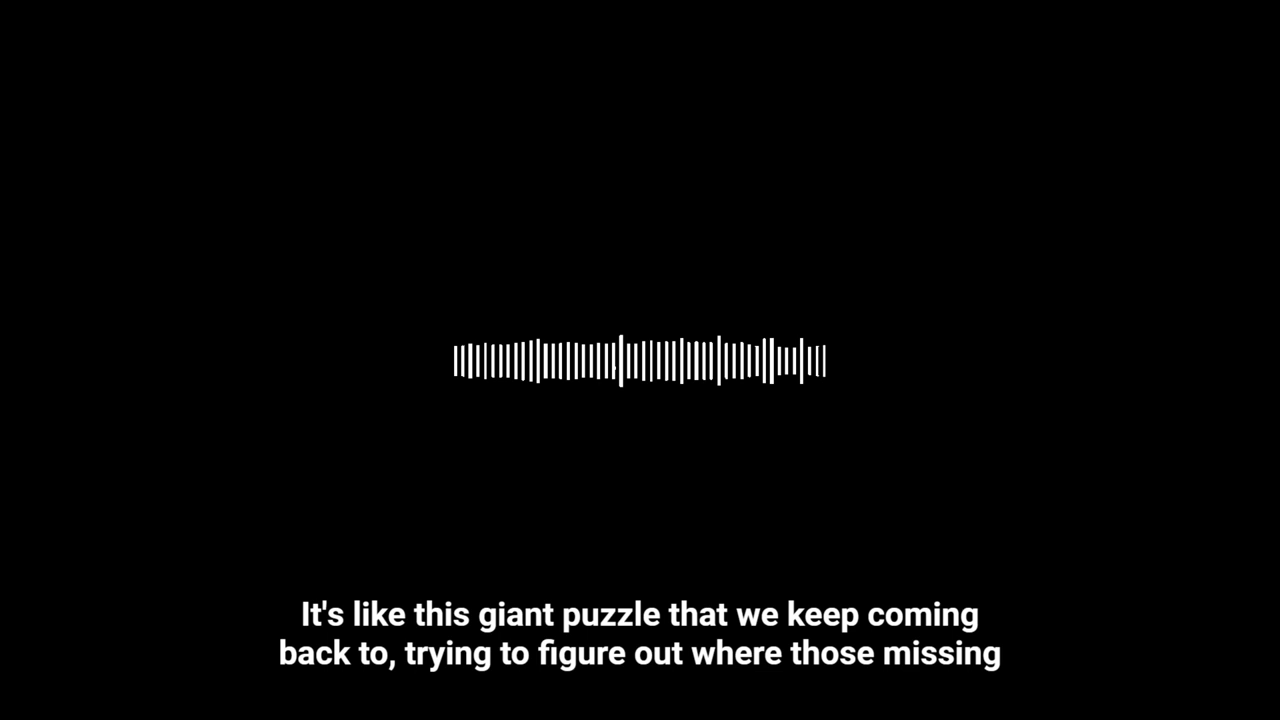 It's like this giant puzzle that we keep coming
back to, trying to figure out where those missing